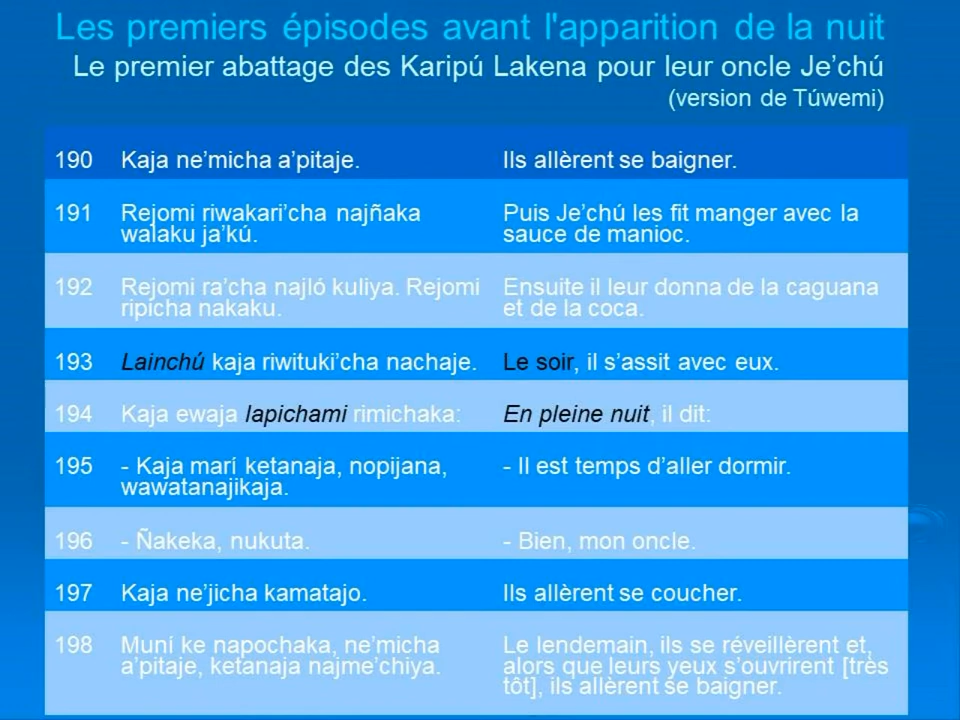 Les premiers épisodes avant l'apparition de la nuit
Le premier abattage des Karipú Lakena pour leur oncle Je’chú
(version de Túwemi)
190 Kaja ne’micha a’pitaje. Ils allèrent se baigner.
191 Rejomi riwakari’cha najñaka Puis Je’chú les fit manger avec la
walaku ja’kú. sauce de manioc.
192 Rejomi ra’cha najló kuliya. Rejomi Ensuite il leur donna de la caguana
ripicha nakaku. et de la coca.
193 Lainchú kaja riwituki’cha nachaje. Le soir, il s’assit avec eux.
194 Kaja ewaja lapichami rimichaka: En pleine nuit, il dit:
195 - Kaja marí ketanaja, nopijana, - Il est temps d’aller dormir.
wawatanajikaja.
196 - Ñakeka, nukuta. - Bien, mon oncle.
197 Kaja ne’jicha kamatajo. Ils allèrent se coucher.
198 Muní ke napochaka, ne’micha Le lendemain, ils se réveillèrent et,
a’pitaje, ketanaja najme’chiya. alors que leurs yeux s’ouvrirent [très
tôt], ils allèrent se baigner.